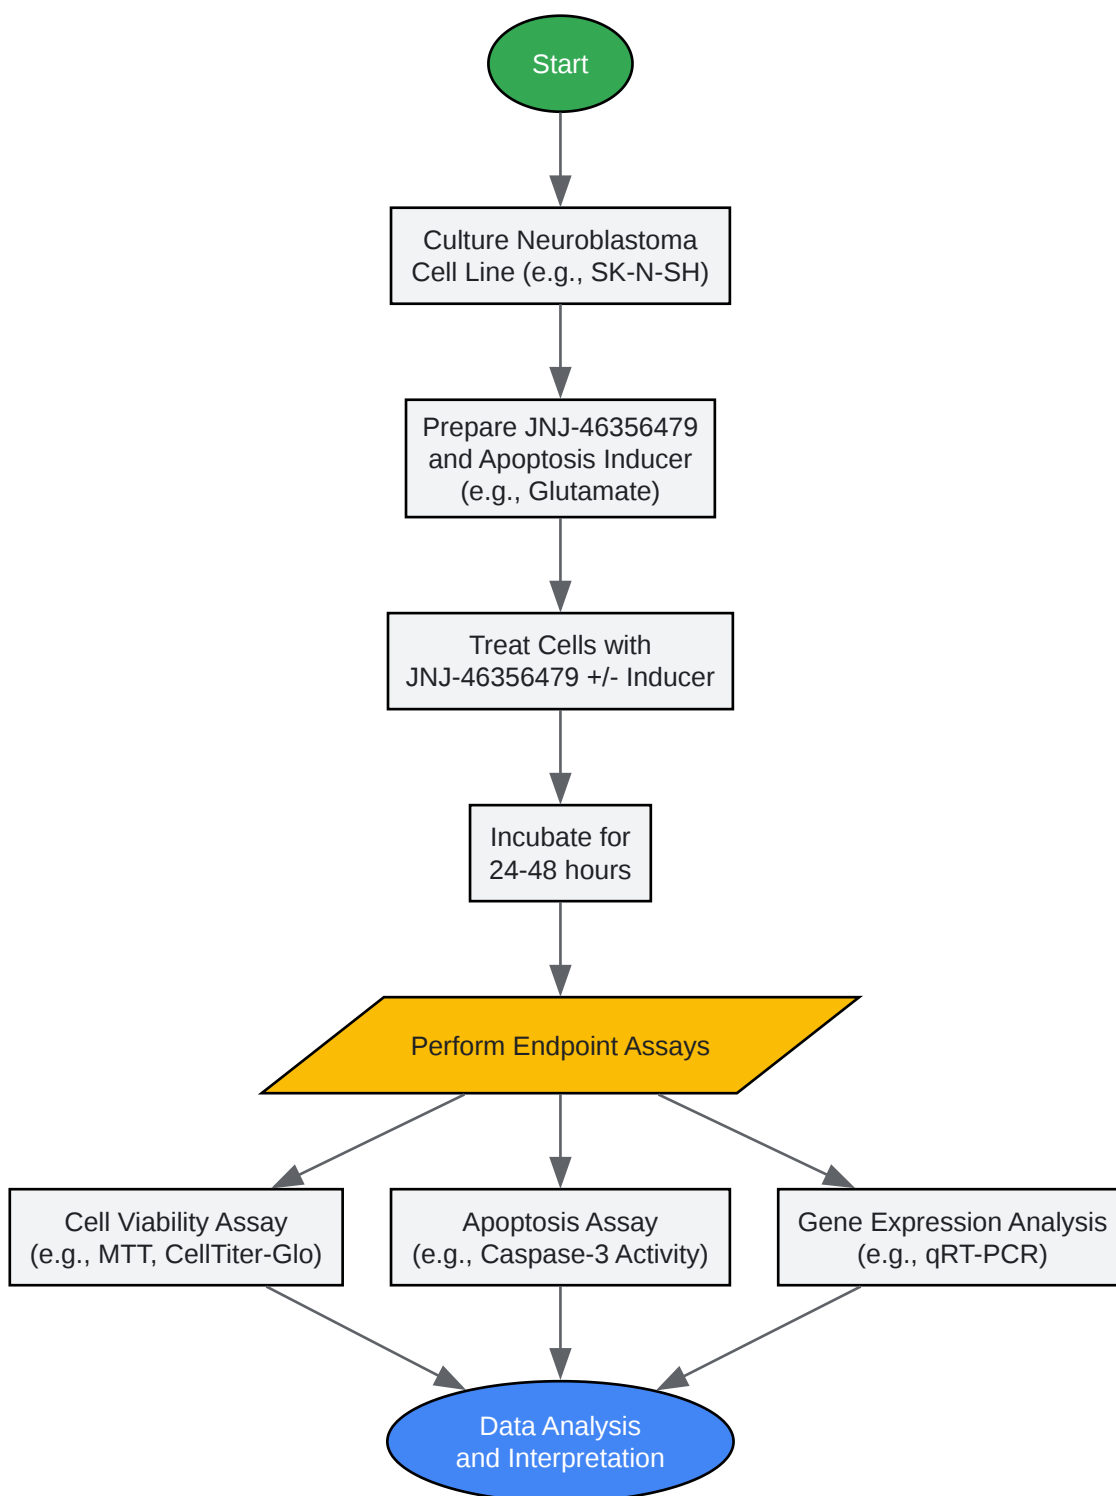 Start
Culture Neuroblastoma
Cell Line (e.g., SK-N-SH)
Prepare JNJ-46356479
and Apoptosis Inducer
(e.g., Glutamate)
Treat Cells with
JNJ-46356479 +/- Inducer
Incubate for
24-48 hours
Perform Endpoint Assays
Cell Viability Assay
(e.g., MTT, CellTiter-Glo)
Apoptosis Assay
(e.g., Caspase-3 Activity)
Gene Expression Analysis
(e.g., qRT-PCR)
Data Analysis
and Interpretation